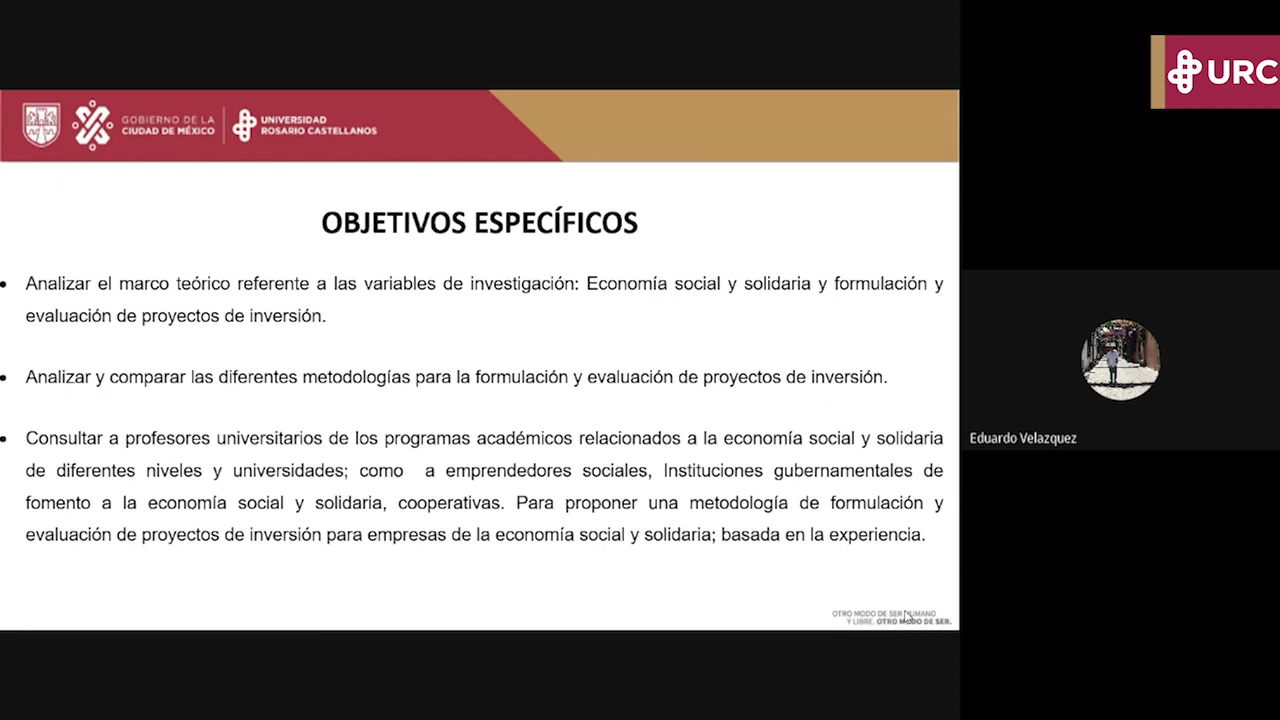 URC
GOBIERNO DE LA
CIUDAD DE MÉXICO
UNIVERSIDAD
ROSARIO CASTELLANOS
OBJETIVOS ESPECÍFICOS
• Analizar el marco teórico referente a las variables de investigación: Economía social y solidaria y formulación y
evaluación de proyectos de inversión.
• Analizar y comparar las diferentes metodologías para la formulación y evaluación de proyectos de inversión.
• Consultar a profesores universitarios de los programas académicos relacionados a la economía social y solidaria
de diferentes niveles y universidades; como a emprendedores sociales, Instituciones gubernamentales de
fomento a la economía social y solidaria, cooperativas. Para proponer una metodología de formulación y
evaluación de proyectos de inversión para empresas de la economía social y solidaria; basada en la experiencia.
Eduardo Velazquez
OTRO MODO DE SER HUMANO
Y LIBRE. OTRO MODO DE SER.